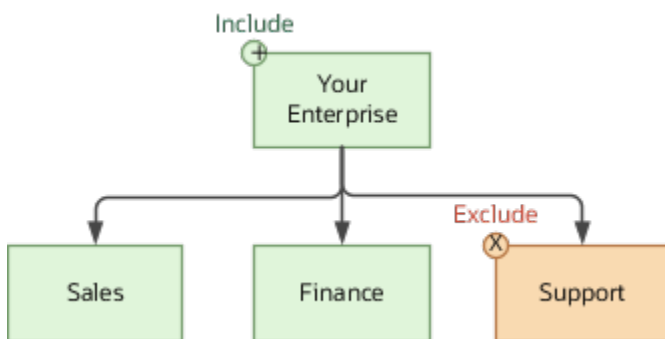 Include
+
Your
Enterprise
Exclude
X
Sales
Finance
Support